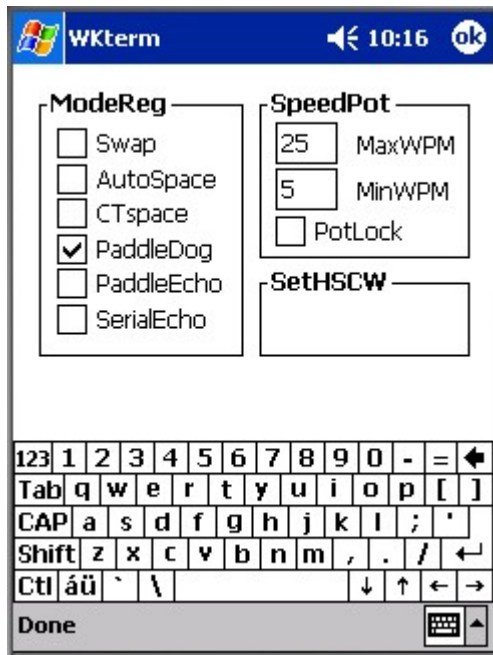 WKterm 10:16 ok
ModeReg
Swap
AutoSpace
CTspace
PaddleDog
PaddleEcho
SerialEcho
SpeedPot
25 MaxWPM
5 MinWPM
PotLock
SetHSCW
123 1 2 3 4 5 6 7 8 9 0 - = 🡄
Tab q w e r t y u i o p [ ]
CAP a s d f g h j k l ; '
Shift z x c v b n m , . / ↵
Ctl áü ` \ ↓ ↑ ← →
Done